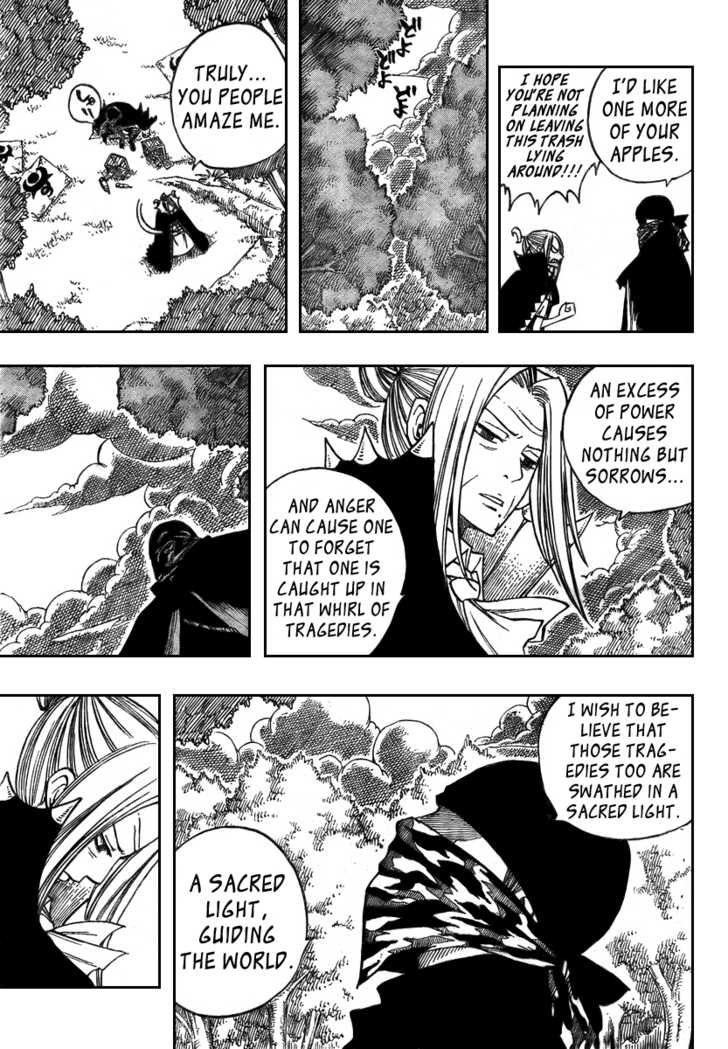 I'D LIKE
ONE MORE
OF YOUR
APPLES.
I HOPE
YOU'RE NOT
PLANNING
ON LEAVING
THIS TRASH
LYING
AROUND!!!
TRULY...
YOU PEOPLE
AMAZE ME.
AN EXCESS
OF POWER
CAUSES
NOTHING BUT
SORROWS...
AND ANGER
CAN CAUSE ONE
TO FORGET
THAT ONE IS
CAUGHT UP IN
THAT WHIRL OF
TRAGEDIES.
I WISH TO BE-
LIEVE THAT
THOSE TRAG-
EDIES TOO ARE
SWATHED IN A
SACRED LIGHT.
A SACRED
LIGHT,
GUIDING
THE WORLD.